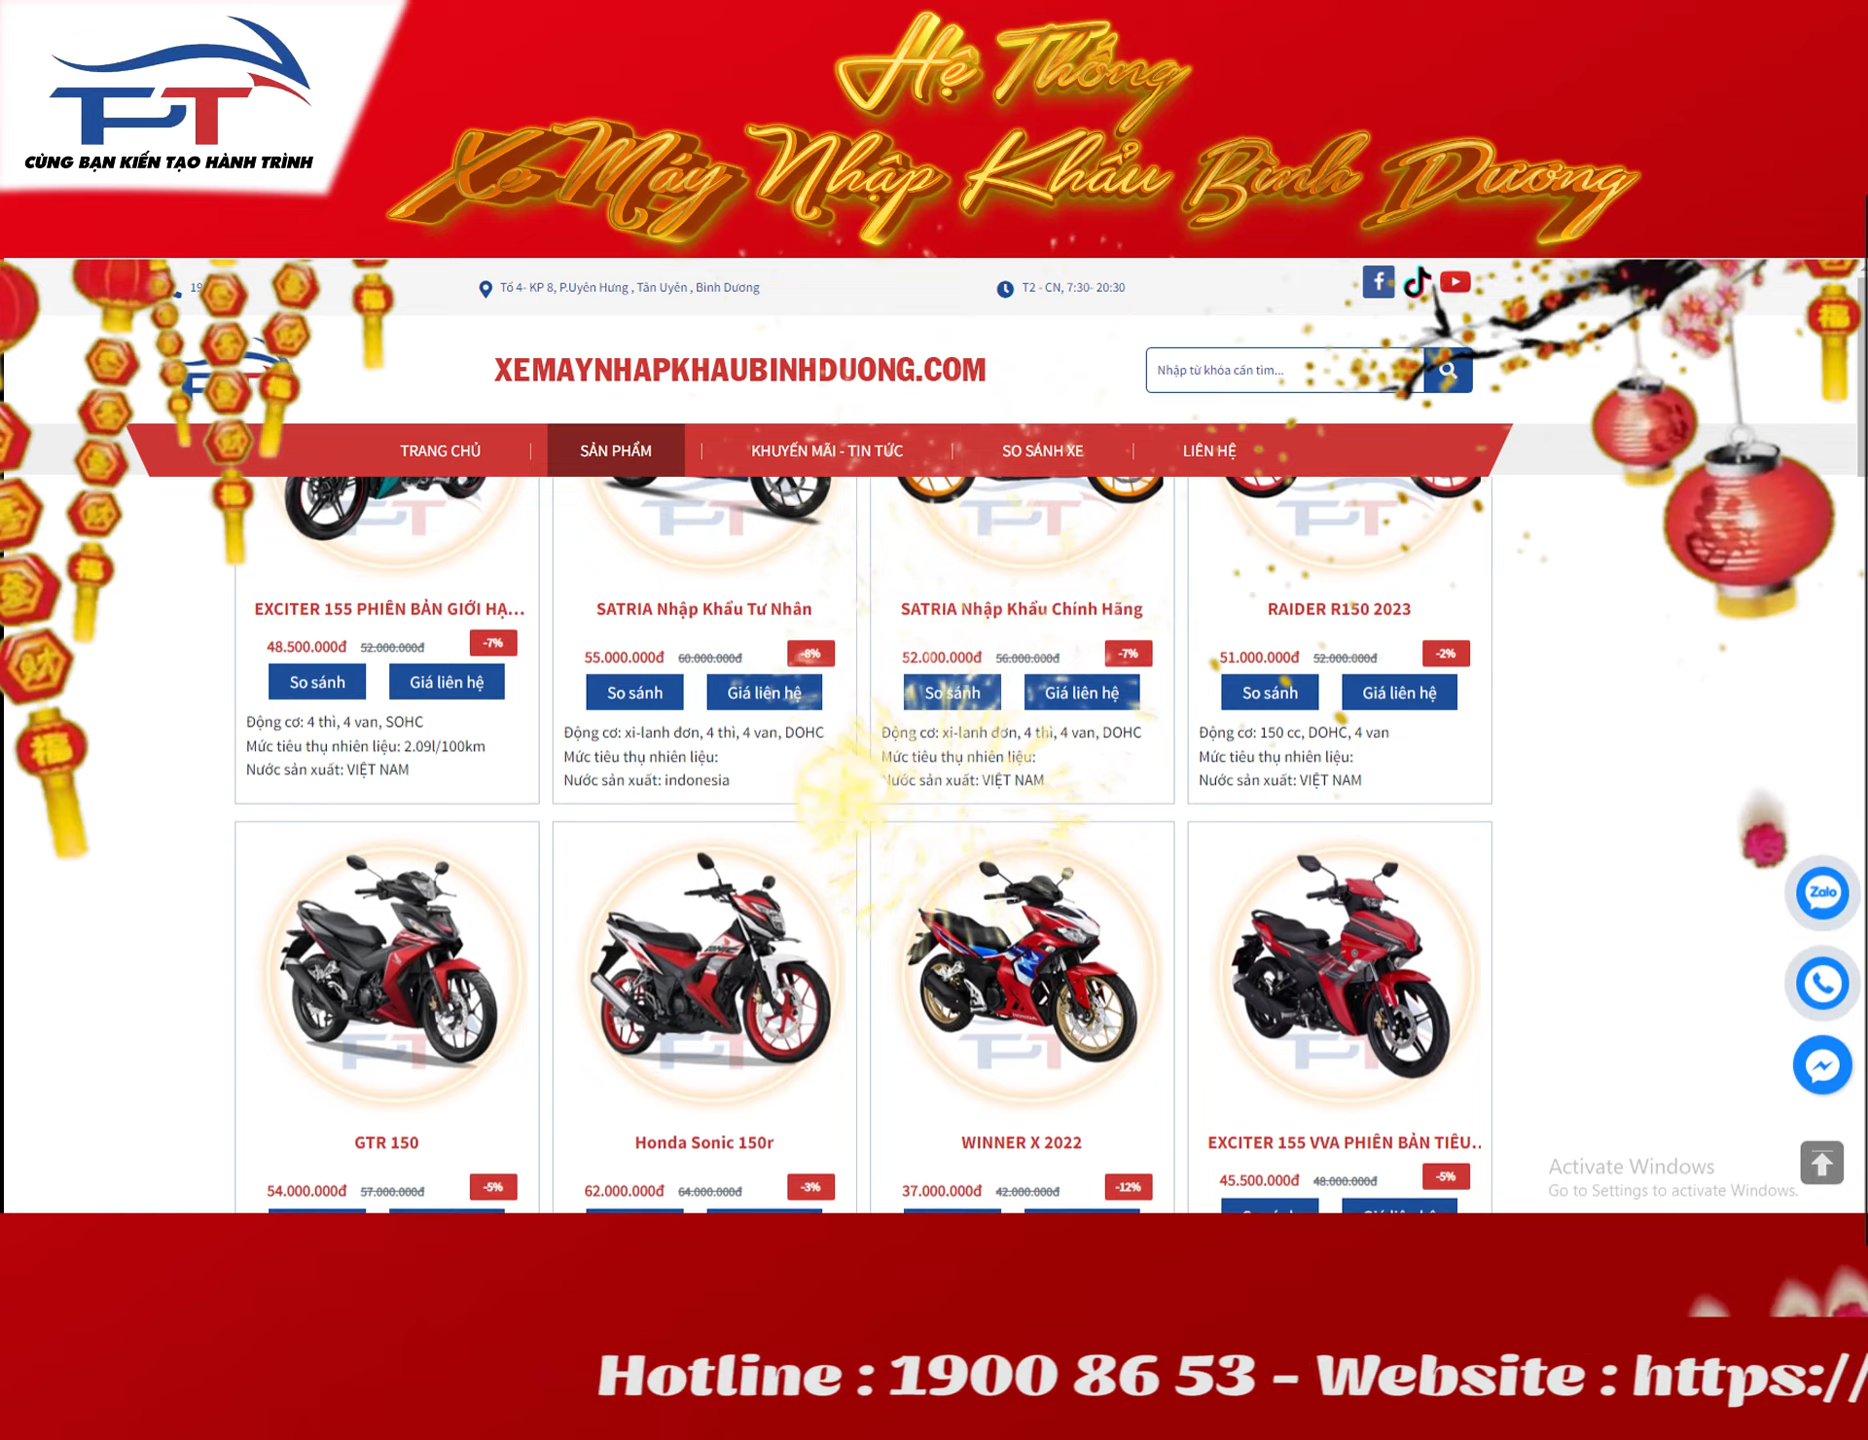 TPT
CÙNG BẠN KIẾN TẠO HÀNH TRÌNH
Hệ Thống
Xe Máy Nhập Khẩu Bình Dương
19
Tổ 4- KP 8, P.Uyên Hưng , Tân Uyên , Bình Dương
T2 - CN, 7:30- 20:30
XEMAYNHAPKHAUBINHDUONG.COM
Nhập từ khóa cần tìm...
TRANG CHỦ | SẢN PHẨM | KHUYẾN MÃI - TIN TỨC | SO SÁNH XE | LIÊN HỆ
EXCITER 155 PHIÊN BẢN GIỚI HẠ...
48.500.000đ 52.000.000đ -7%
So sánh Giá liên hệ
Động cơ: 4 thì, 4 van, SOHC
Mức tiêu thụ nhiên liệu: 2.09l/100km
Nước sản xuất: VIỆT NAM
SATRIA Nhập Khẩu Tư Nhân
55.000.000đ 60.000.000đ -8%
So sánh Giá liên hệ
Động cơ: xi-lanh đơn, 4 thì, 4 van, DOHC
Mức tiêu thụ nhiên liệu:
Nước sản xuất: indonesia
SATRIA Nhập Khẩu Chính Hãng
52.000.000đ 56.000.000đ -7%
So sánh Giá liên hệ
Động cơ: xi-lanh đơn, 4 thì, 4 van, DOHC
Mức tiêu thụ nhiên liệu:
Nước sản xuất: VIỆT NAM
RAIDER R150 2023
51.000.000đ 52.000.000đ -2%
So sánh Giá liên hệ
Động cơ: 150 cc, DOHC, 4 van
Mức tiêu thụ nhiên liệu:
Nước sản xuất: VIỆT NAM
GTR 150
54.000.000đ 57.000.000đ -5%
Honda Sonic 150r
62.000.000đ 64.000.000đ -3%
WINNER X 2022
37.000.000đ 42.000.000đ -12%
EXCITER 155 VVA PHIÊN BẢN TIÊU..
45.500.000đ 48.000.000đ -5%
So sánh Giá liên hệ
Zalo
Activate Windows
Go to Settings to activate Windows.
Hotline : 1900 86 53 - Website : https://